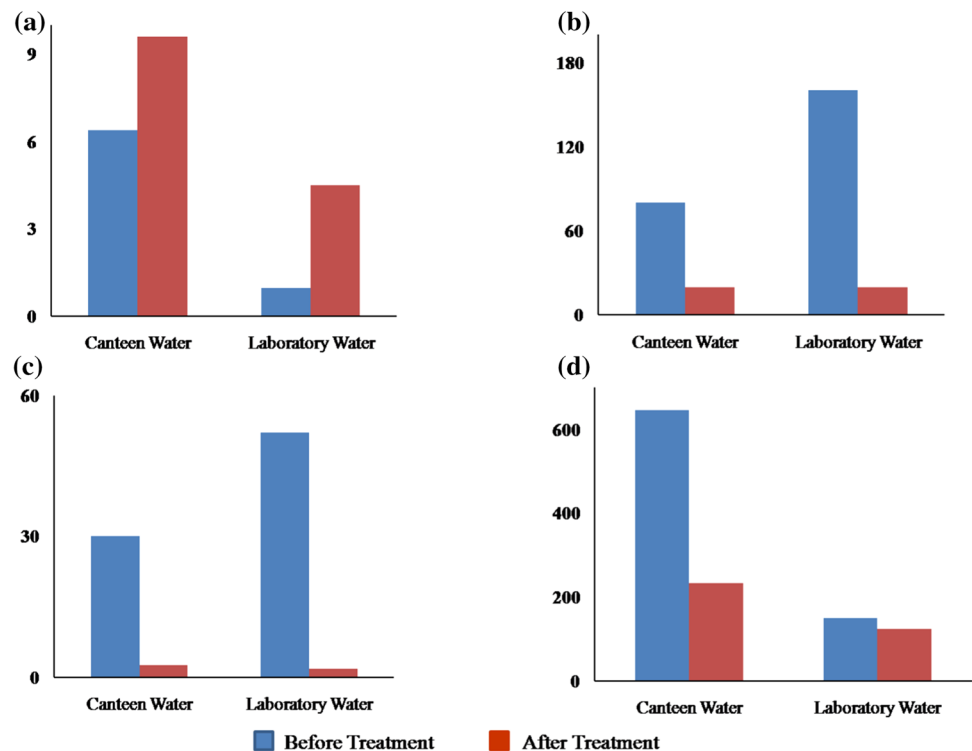 (a)
9
6
3
0
Canteen Water Laboratory Water
(b)
180
120
60
0
Canteen Water Laboratory Water
(c)
60
30
0
Canteen Water Laboratory Water
(d)
600
400
200
0
Canteen Water Laboratory Water
Before Treatment After Treatment